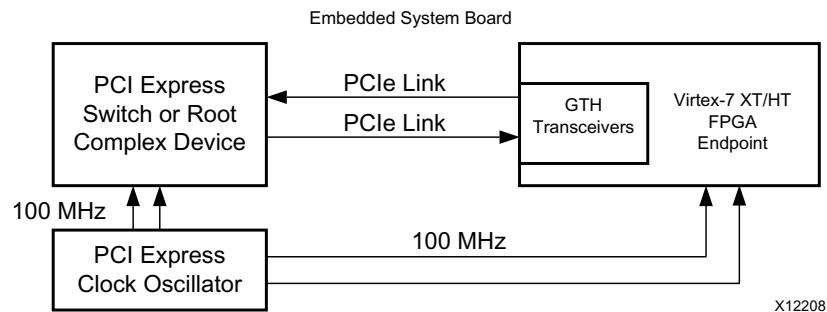 Embedded System Board
PCI Express
Switch or Root
Complex Device
PCIe Link
PCIe Link
GTH
Transceivers
Virtex-7 XT/HT
FPGA
Endpoint
100 MHz
PCI Express
Clock Oscillator
100 MHz
X12208